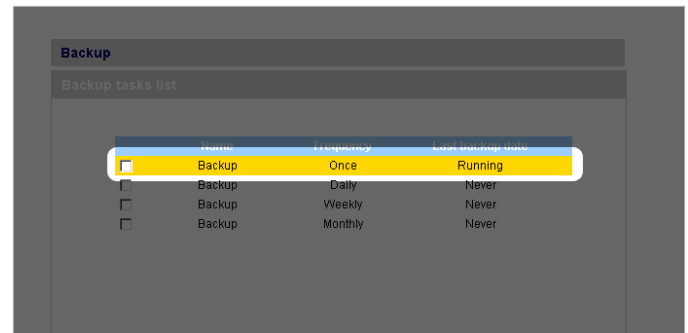 Backup
Backup tasks list
Name Frequency Last backup date
Backup Once Running
Backup Daily Never
Backup Weekly Never
Backup Monthly Never